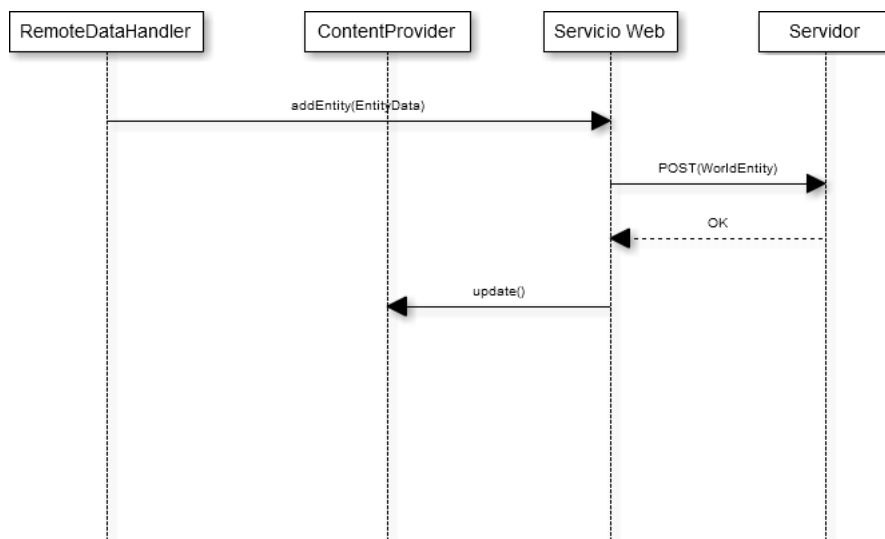 RemoteDataHandler
ContentProvider
Servicio Web
Servidor
addEntity(EntityData)
POST(WorldEntity)
OK
update()